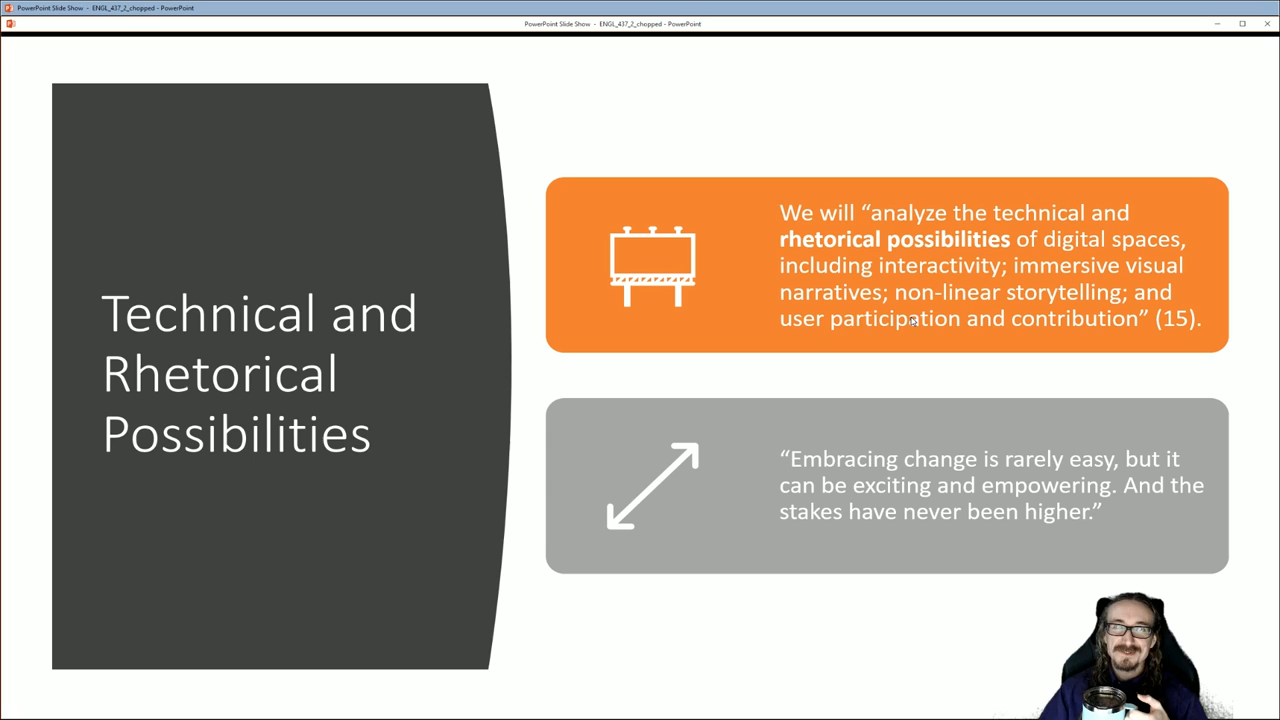 PowerPoint Slide Show - ENGL_437_2_chopped - PowerPoint
PowerPoint Slide Show - ENGL_437_2_chopped - PowerPoint
Technical and
Rhetorical
Possibilities
We will “analyze the technical and
rhetorical possibilities of digital spaces,
including interactivity; immersive visual
narratives; non-linear storytelling; and
user participation and contribution” (15).
“Embracing change is rarely easy, but it
can be exciting and empowering. And the
stakes have never been higher.”